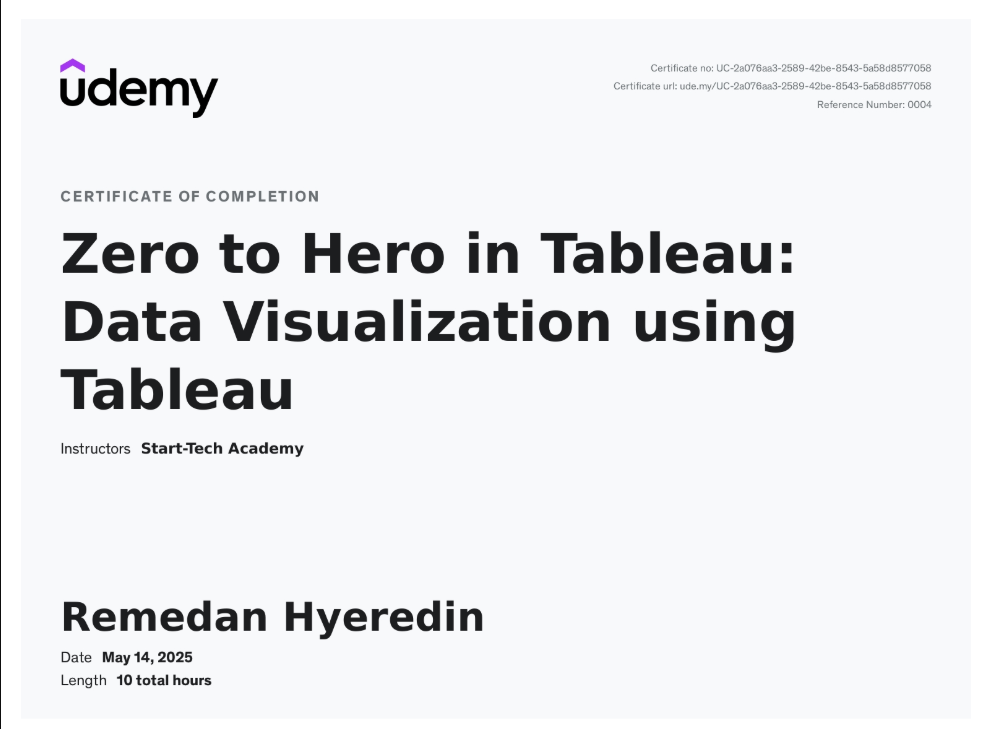 udemy
Certificate no: UC-2a076aa3-2589-42be-8543-5a58d8577058
Certificate url: ude.my/UC-2a076aa3-2589-42be-8543-5a58d8577058
Reference Number: 0004
CERTIFICATE OF COMPLETION
Zero to Hero in Tableau:
Data Visualization using
Tableau
Instructors Start-Tech Academy
Remedan Hyeredin
Date May 14, 2025
Length 10 total hours